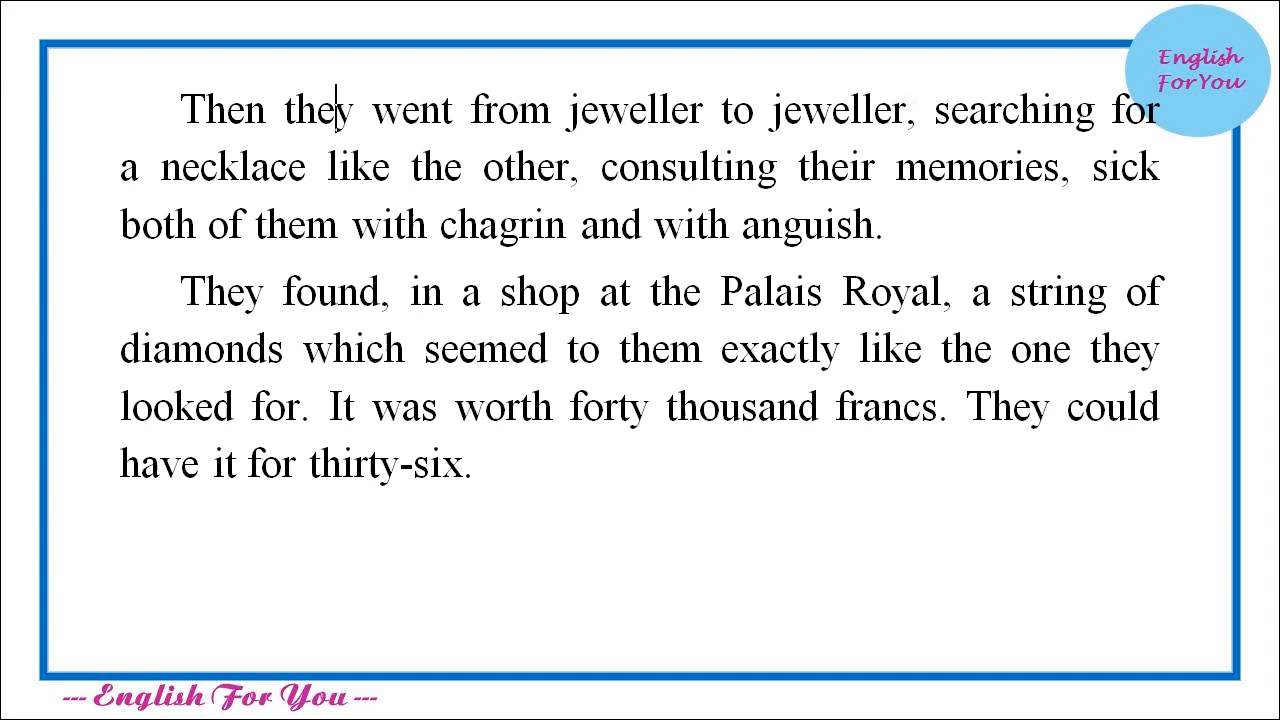 English
ForYou
Then they went from jeweller to jeweller, searching for
a necklace like the other, consulting their memories, sick
both of them with chagrin and with anguish.
They found, in a shop at the Palais Royal, a string of
diamonds which seemed to them exactly like the one they
looked for. It was worth forty thousand francs. They could
have it for thirty-six.
--- English For You ---